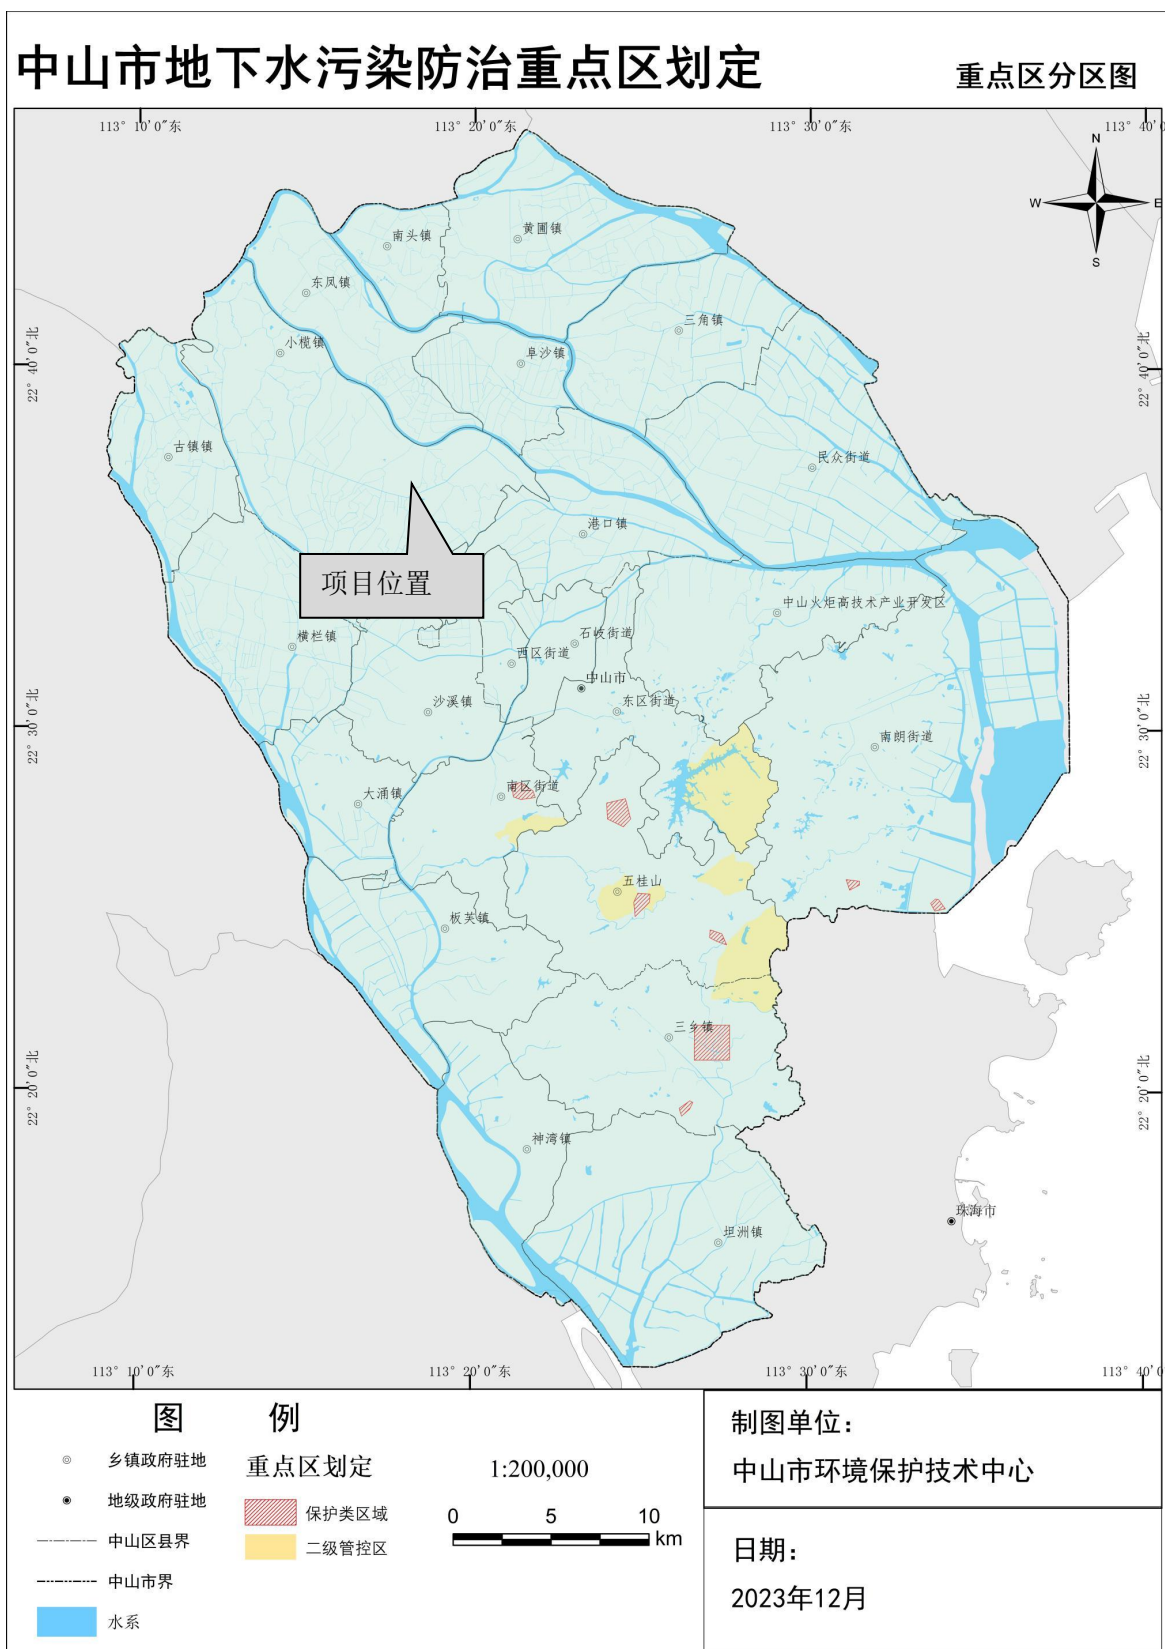 中山市地下水污染防治重点区划定
重点区分区图
113° 10'0"东
113° 20'0"东
113° 30'0"东
113° 40'0
N
W
E
S
黄圃镇
南头镇
东凤镇
三角镇
小榄镇
阜沙镇
22° 40'0"北
22° 40'0"北
古镇镇
民众街道
港口镇
项目位置
中山火炬高技术产业开发区
横栏镇
石岐街道
西区街道
中山市
沙溪镇
东区街道
22° 30'0"北
22° 30'0"北
南朗街道
大涌镇
南区街道
五桂山
板芙镇
三乡镇
22° 20'0"北
22° 20'0"北
神湾镇
珠海市
坦洲镇
113° 10'0"东
113° 20'0"东
113° 30'0"东
113° 40'0
图 例
乡镇政府驻地
地级政府驻地
中山区县界
中山市界
水系
重点区划定
保护类区域
二级管控区
1:200,000
0 5 10
km
制图单位：
中山市环境保护技术中心
日期：
2023年12月